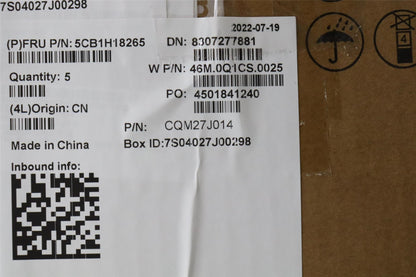 7S04027J00298
2022-07-19
(P)FRU P/N: 5CB1H18265
DN: 8307277881
Quantity: 5
W P/N: 46M.0Q1CS.0025
PO: 4501841240
(4L)Origin: CN
P/N: CQM27J014
Made in China
Box ID:7S04027J00298
Inbound info: